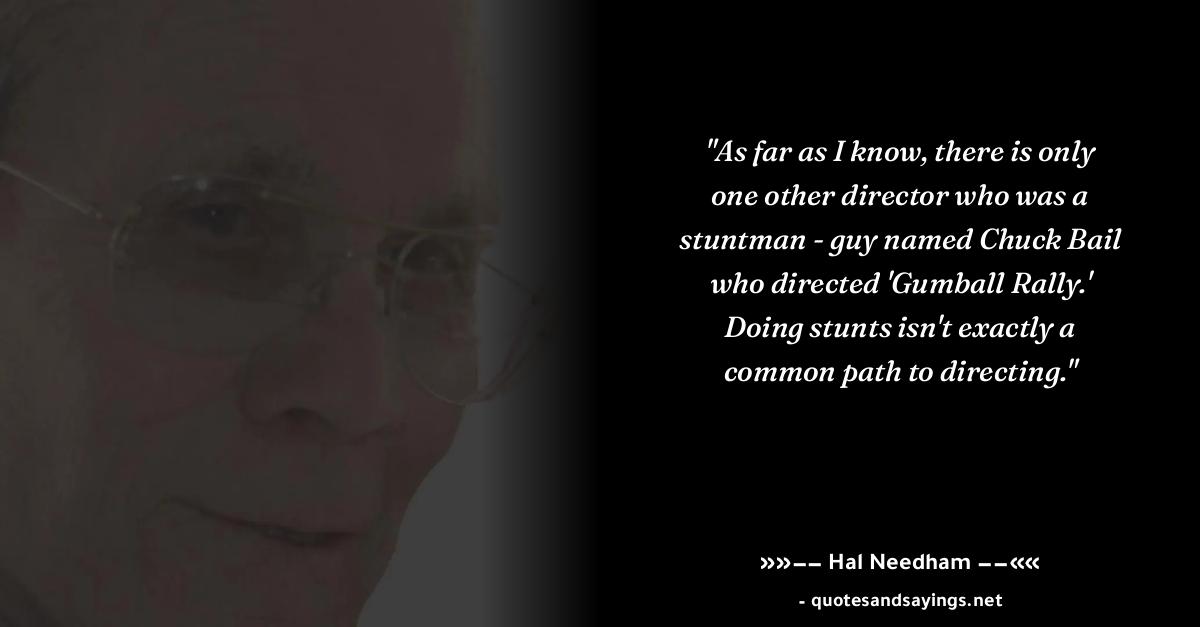 "As far as I know, there is only
one other director who was a
stuntman - guy named Chuck Bail
who directed 'Gumball Rally.'
Doing stunts isn't exactly a
common path to directing."
»»−− Hal Needham −−««
- quotesandsayings.net